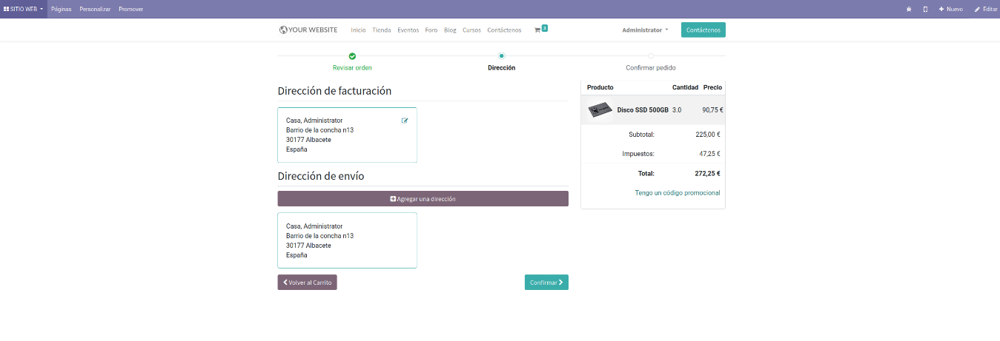 SITIO WEB Páginas Personalizar Promover Nuevo Editar
YOUR WEBSITE Inicio Tienda Eventos Foro Blog Cursos Contáctenos 3 Administrator Contáctenos
Revisar orden Dirección Confirmar pedido
Dirección de facturación
Casa, Administrator
Barrio de la concha n13
30177 Albacete
España
Dirección de envío
Agregar una dirección
Casa, Administrator
Barrio de la concha n13
30177 Albacete
España
Volver al Carrito Confirmar
Producto Cantidad Precio
Disco SSD 500GB 3.0 90,75 €
Subtotal: 225,00 €
Impuestos: 47,25 €
Total: 272,25 €
Tengo un código promocional